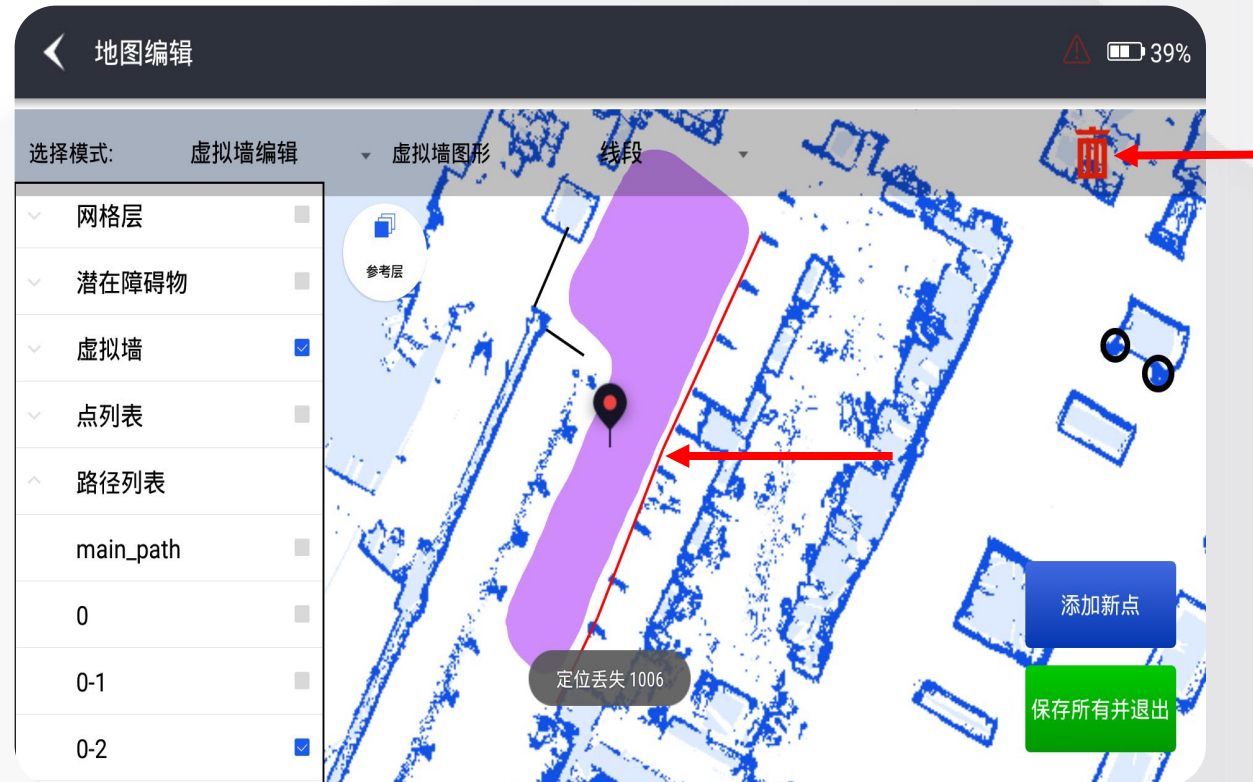 地图编辑
39%
选择模式: 虚拟墙编辑 虚拟墙图形 线段
网格层
潜在障碍物
虚拟墙
点列表
路径列表
main_path
0
0-1
0-2
参考层
添加新点
定位丢失 1006
保存所有并退出